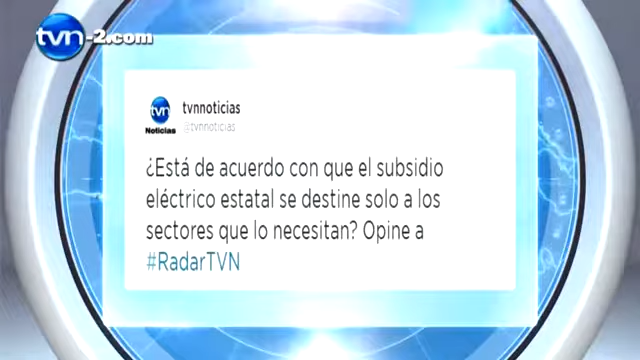 tvn-2.com
tvn
Noticias
tvnnoticias
@tvnnoticias
¿Está de acuerdo con que el subsidio
eléctrico estatal se destine solo a los
sectores que lo necesitan? Opine a
#RadarTVN